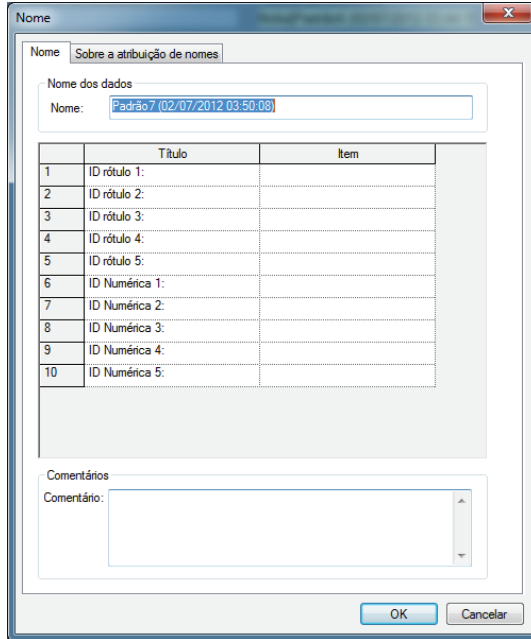 Nome
Nome Sobre a atribuição de nomes
Nome dos dados
Nome: Padrão7 (02/07/2012 03:50:08)
Título Item
1 ID rótulo 1:
2 ID rótulo 2:
3 ID rótulo 3:
4 ID rótulo 4:
5 ID rótulo 5:
6 ID Numérica 1:
7 ID Numérica 2:
8 ID Numérica 3:
9 ID Numérica 4:
10 ID Numérica 5:
Comentários
Comentário:
OK Cancelar